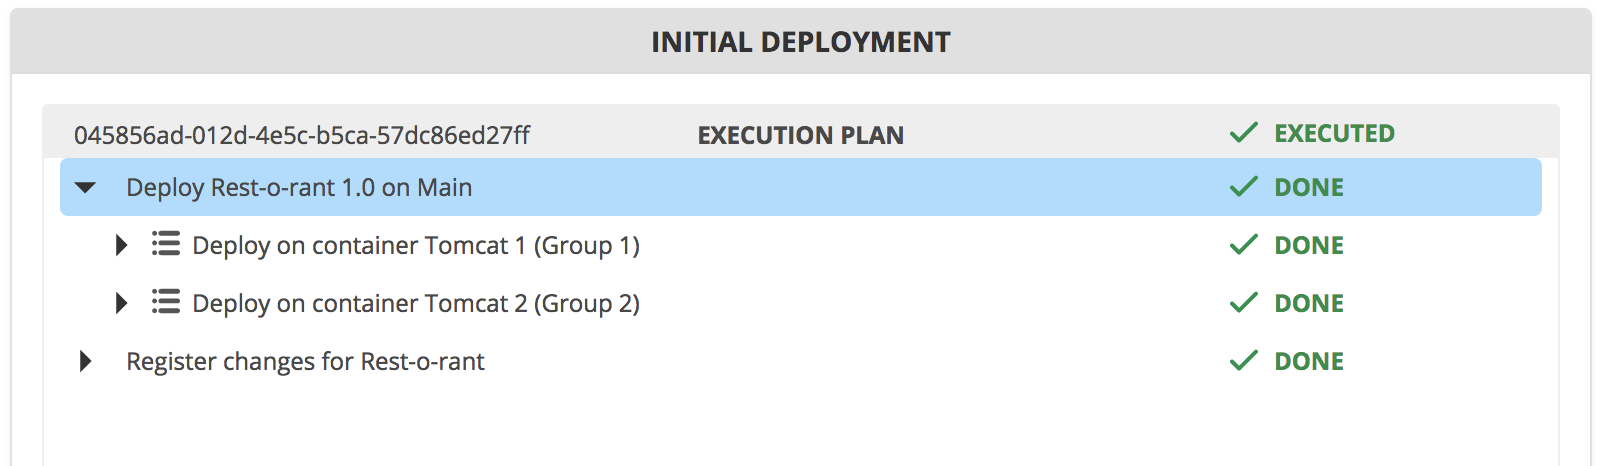 INITIAL DEPLOYMENT
045856ad-012d-4e5c-b5ca-57dc86ed27ff EXECUTION PLAN EXECUTED
Deploy Rest-o-rant 1.0 on Main DONE
Deploy on container Tomcat 1 (Group 1) DONE
Deploy on container Tomcat 2 (Group 2) DONE
Register changes for Rest-o-rant DONE